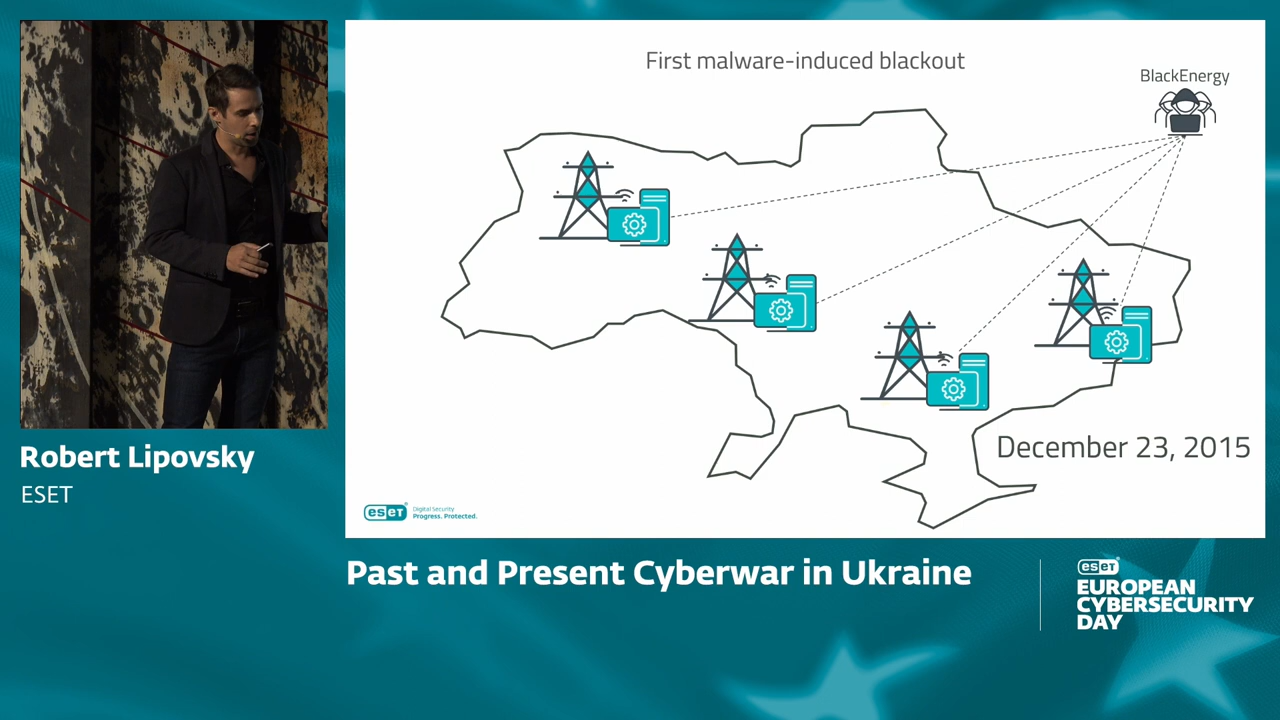 First malware-induced blackout
BlackEnergy
December 23, 2015
eseT Digital Security
Progress. Protected.
Robert Lipovsky
ESET
Past and Present Cyberwar in Ukraine
eseT
EUROPEAN
CYBERSECURITY
DAY